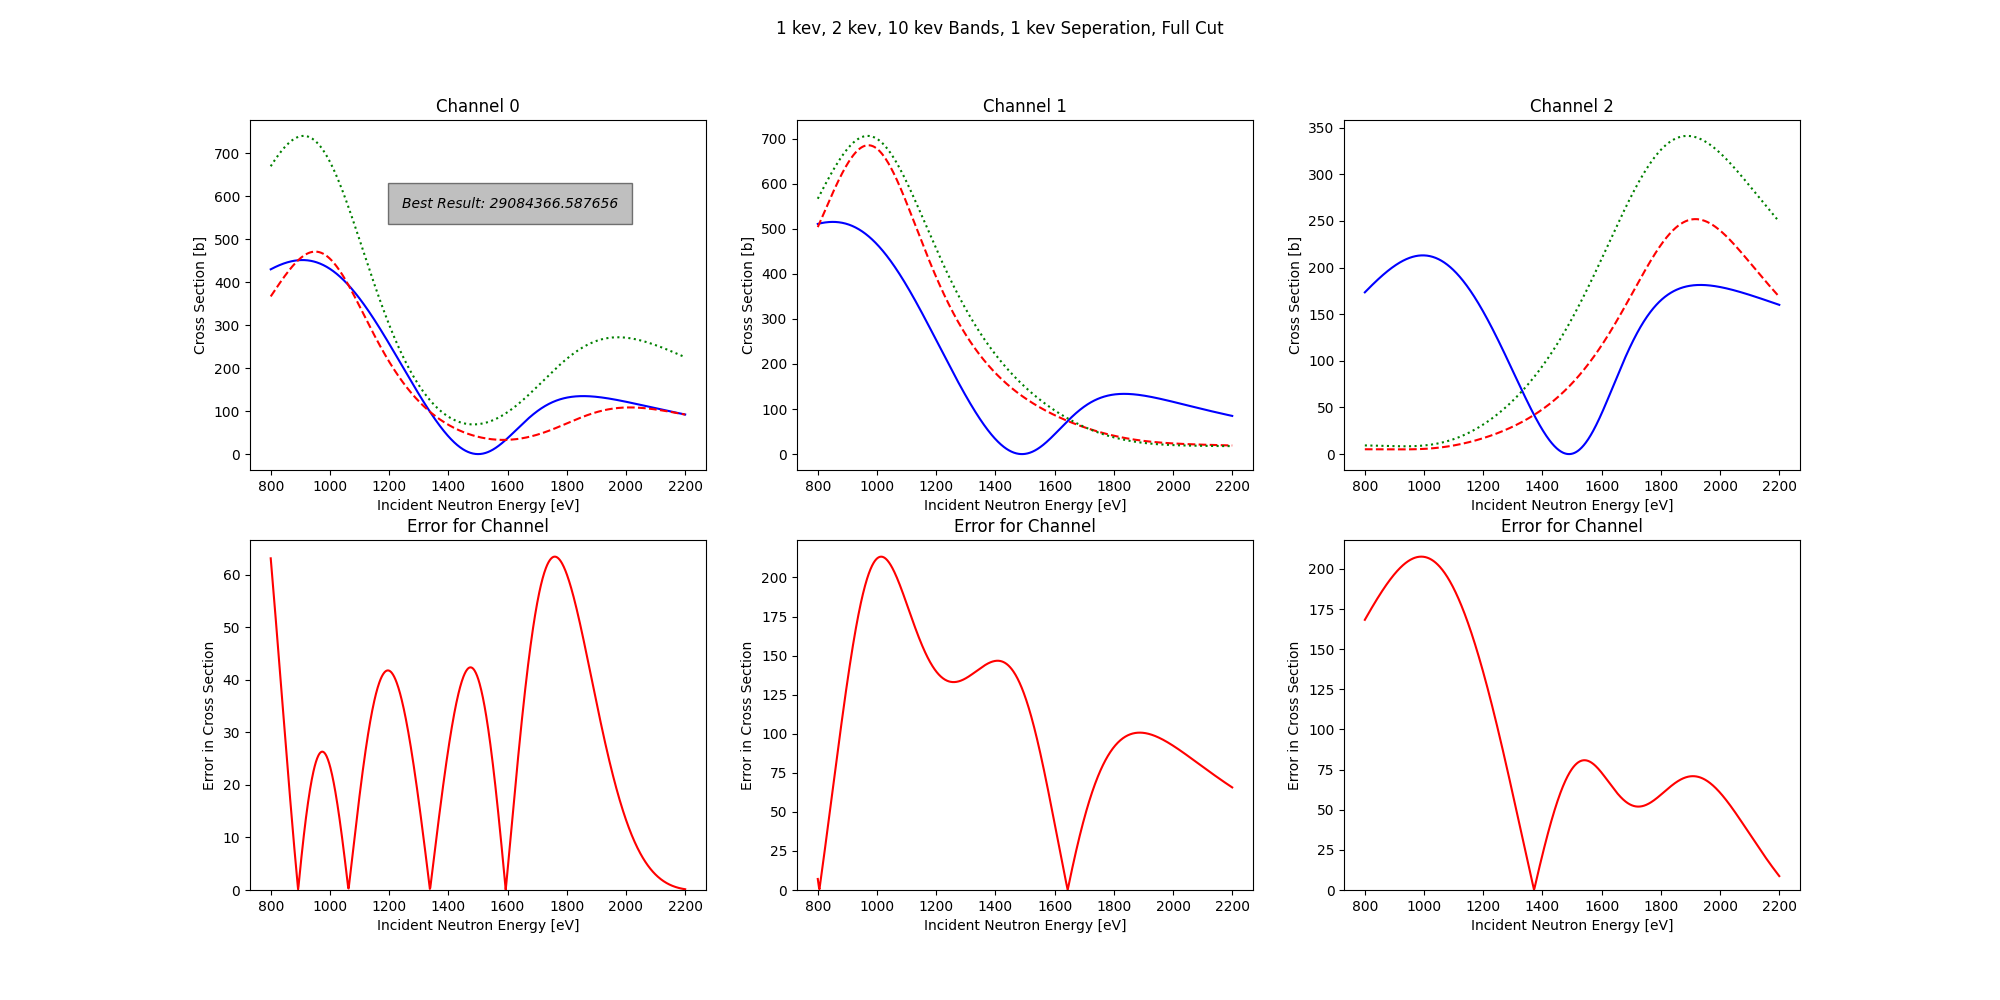 1 kev, 2 kev, 10 kev Bands, 1 kev Seperation, Full Cut
Channel 0
Cross Section [b]
700
600
500
400
300
200
100
0
Best Result: 29084366.587656
800 1000 1200 1400 1600 1800 2000 2200
Incident Neutron Energy [eV]
Channel 1
Cross Section [b]
700
600
500
400
300
200
100
0
800 1000 1200 1400 1600 1800 2000 2200
Incident Neutron Energy [eV]
Channel 2
Cross Section [b]
350
300
250
200
150
100
50
0
800 1000 1200 1400 1600 1800 2000 2200
Incident Neutron Energy [eV]
Error for Channel
Error in Cross Section
60
50
40
30
20
10
0
800 1000 1200 1400 1600 1800 2000 2200
Incident Neutron Energy [eV]
Error for Channel
Error in Cross Section
200
175
150
125
100
75
50
25
0
800 1000 1200 1400 1600 1800 2000 2200
Incident Neutron Energy [eV]
Error for Channel
Error in Cross Section
200
175
150
125
100
75
50
25
0
800 1000 1200 1400 1600 1800 2000 2200
Incident Neutron Energy [eV]